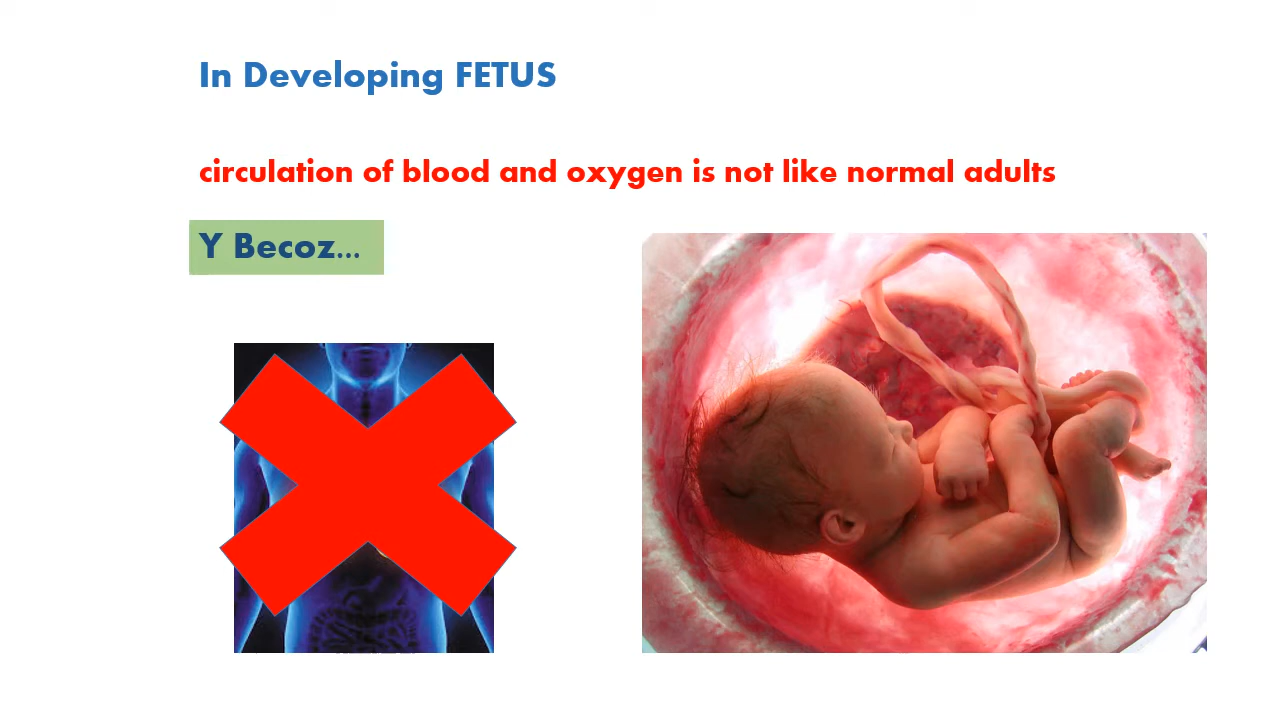 In Developing FETUS
circulation of blood and oxygen is not like normal adults
Y Becoz...